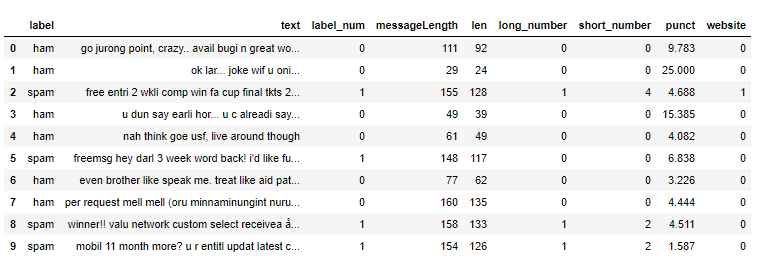 label text label_num messageLength len long_number short_number punct website
0 ham go jurong point, crazy.. avail bugi n great wo... 0 111 92 0 0 9.783 0
1 ham ok lar... joke wif u oni... 0 29 24 0 0 25.000 0
2 spam free entri 2 wkli comp win fa cup final tkts 2... 1 155 128 1 4 4.688 1
3 ham u dun say earli hor... u c alreadi say... 0 49 39 0 0 15.385 0
4 ham nah think goe usf, live around though 0 61 49 0 0 4.082 0
5 spam freemsg hey darl 3 week word back! i'd like fu... 1 148 117 0 0 6.838 0
6 ham even brother like speak me. treat like aid pat... 0 77 62 0 0 3.226 0
7 ham per request mell mell (oru minnaminungint nuru... 0 160 135 0 0 4.444 0
8 spam winner!! valu network custom select receivea å... 1 158 133 1 2 4.511 0
9 spam mobil 11 month more? u r entitl updat latest c... 1 154 126 1 2 1.587 0